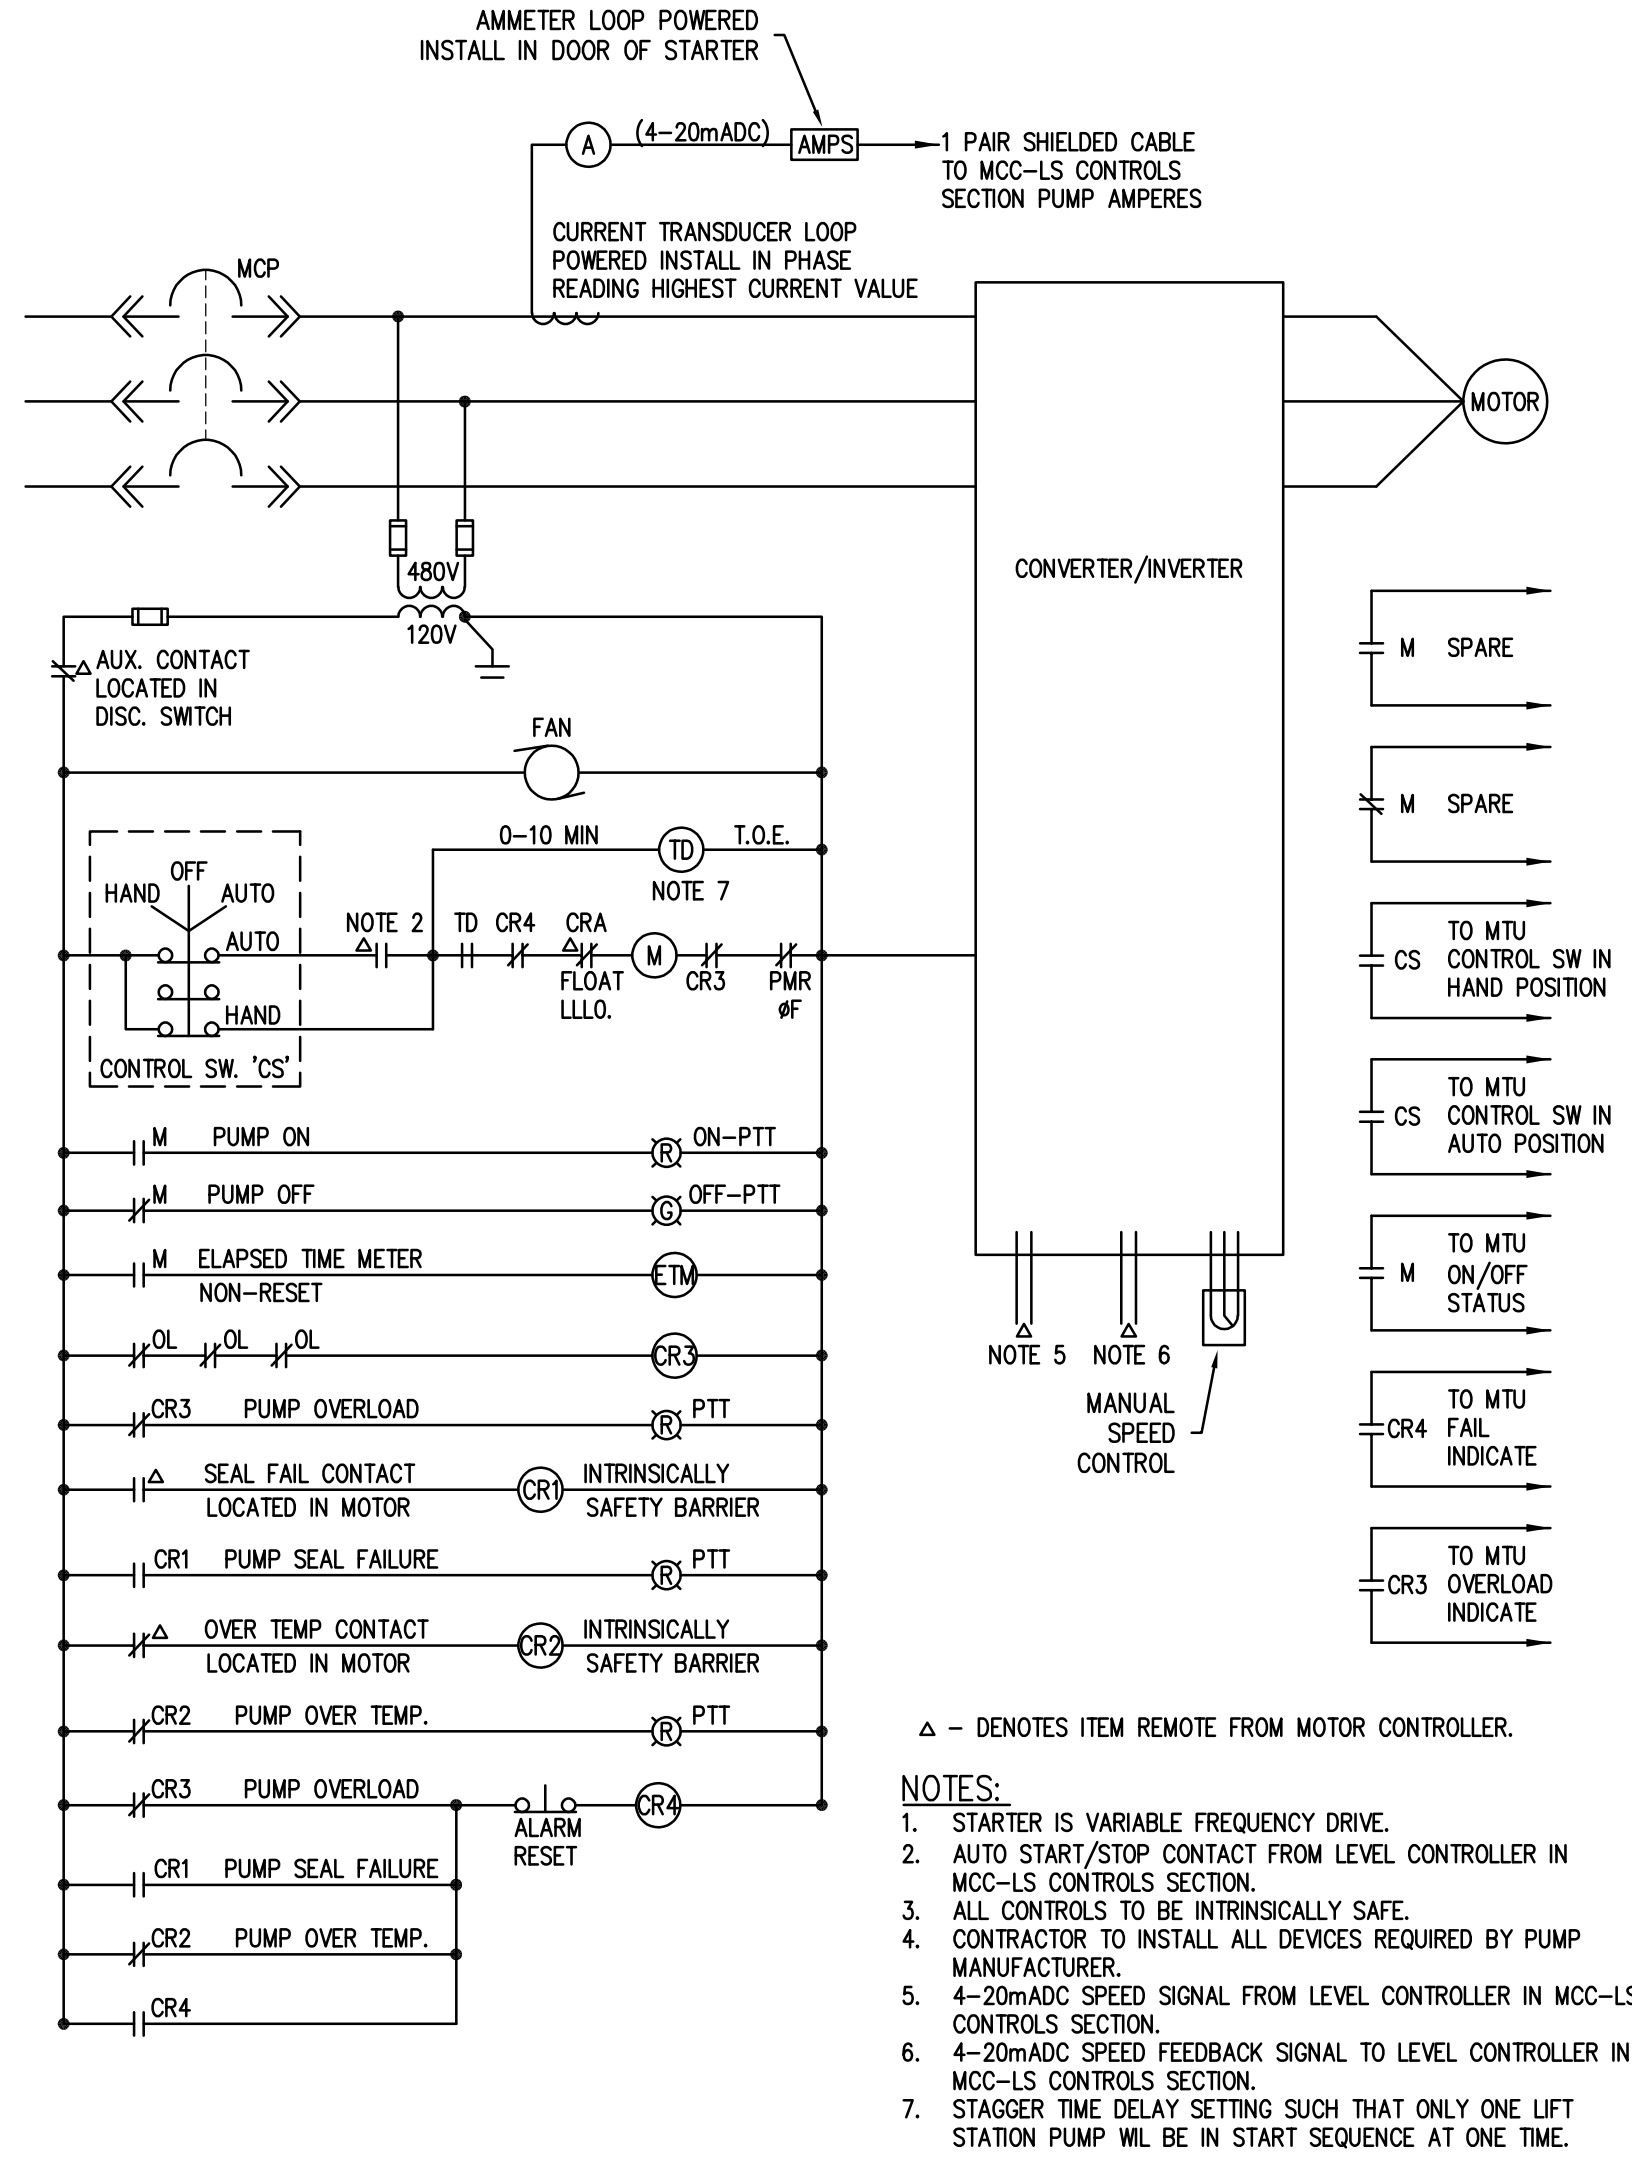 AMMETER LOOP POWERED
INSTALL IN DOOR OF STARTER
A
(4-20mADC)
AMPS
1 PAIR SHIELDED CABLE
TO MCC-LS CONTROLS
SECTION PUMP AMPERES
CURRENT TRANSDUCER LOOP
POWERED INSTALL IN PHASE
READING HIGHEST CURRENT VALUE
MCP
MOTOR
CONVERTER/INVERTER
480V
120V
AUX. CONTACT
LOCATED IN
DISC. SWITCH
FAN
0-10 MIN
TD
T.O.E.
NOTE 7
OFF
HAND
AUTO
AUTO
HAND
CONTROL SW. 'CS'
NOTE 2
TD
CR4
CRA
FLOAT
LLLO.
M
CR3
PMR
ØF
M PUMP ON
R
ON-PTT
M PUMP OFF
G
OFF-PTT
M ELAPSED TIME METER
NON-RESET
ETM
OL
OL
OL
CR3
CR3 PUMP OVERLOAD
R
PTT
SEAL FAIL CONTACT
LOCATED IN MOTOR
CR1
INTRINSICALLY
SAFETY BARRIER
CR1 PUMP SEAL FAILURE
R
PTT
OVER TEMP CONTACT
LOCATED IN MOTOR
CR2
INTRINSICALLY
SAFETY BARRIER
CR2 PUMP OVER TEMP.
R
PTT
CR3 PUMP OVERLOAD
ALARM
RESET
CR4
CR1 PUMP SEAL FAILURE
CR2 PUMP OVER TEMP.
CR4
NOTE 5
NOTE 6
MANUAL
SPEED
CONTROL
M SPARE
M SPARE
CS
TO MTU
CONTROL SW IN
HAND POSITION
CS
TO MTU
CONTROL SW IN
AUTO POSITION
M
TO MTU
ON/OFF
STATUS
CR4
TO MTU
FAIL
INDICATE
CR3
TO MTU
OVERLOAD
INDICATE
△ - DENOTES ITEM REMOTE FROM MOTOR CONTROLLER.
NOTES:
1. STARTER IS VARIABLE FREQUENCY DRIVE.
2. AUTO START/STOP CONTACT FROM LEVEL CONTROLLER IN
MCC-LS CONTROLS SECTION.
3. ALL CONTROLS TO BE INTRINSICALLY SAFE.
4. CONTRACTOR TO INSTALL ALL DEVICES REQUIRED BY PUMP
MANUFACTURER.
5. 4-20mADC SPEED SIGNAL FROM LEVEL CONTROLLER IN MCC-LS
CONTROLS SECTION.
6. 4-20mADC SPEED FEEDBACK SIGNAL TO LEVEL CONTROLLER IN
MCC-LS CONTROLS SECTION.
7. STAGGER TIME DELAY SETTING SUCH THAT ONLY ONE LIFT
STATION PUMP WIL BE IN START SEQUENCE AT ONE TIME.